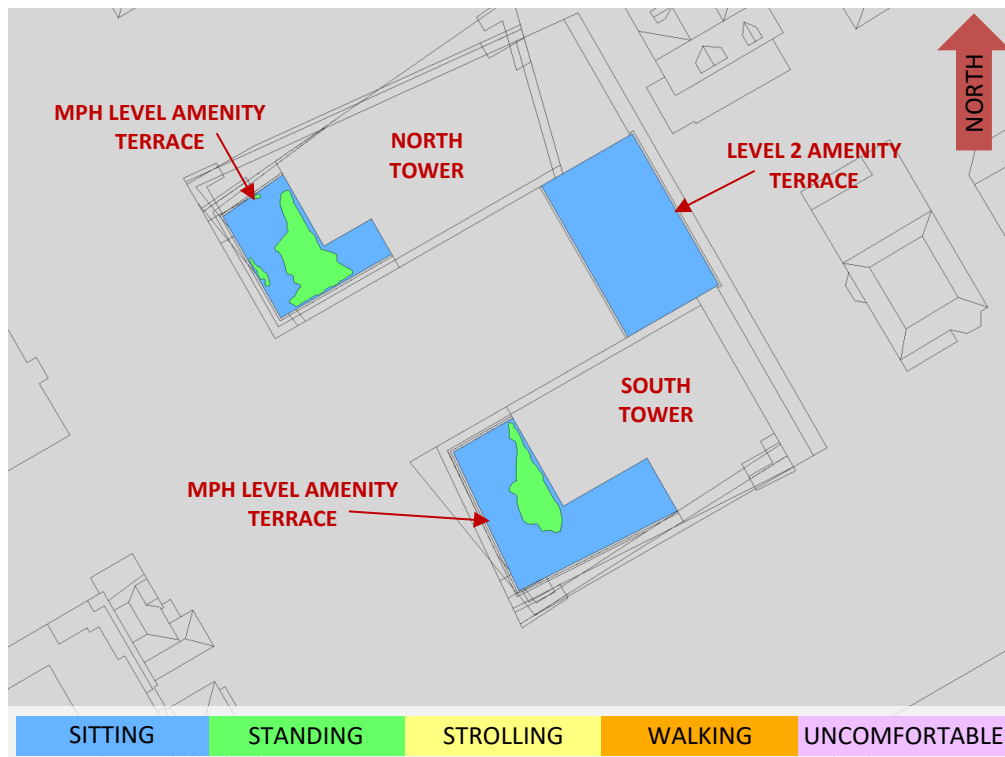 NORTH
MPH LEVEL AMENITY
TERRACE
NORTH
TOWER
LEVEL 2 AMENITY
TERRACE
SOUTH
TOWER
MPH LEVEL AMENITY
TERRACE
SITTING
STANDING
STROLLING
WALKING
UNCOMFORTABLE